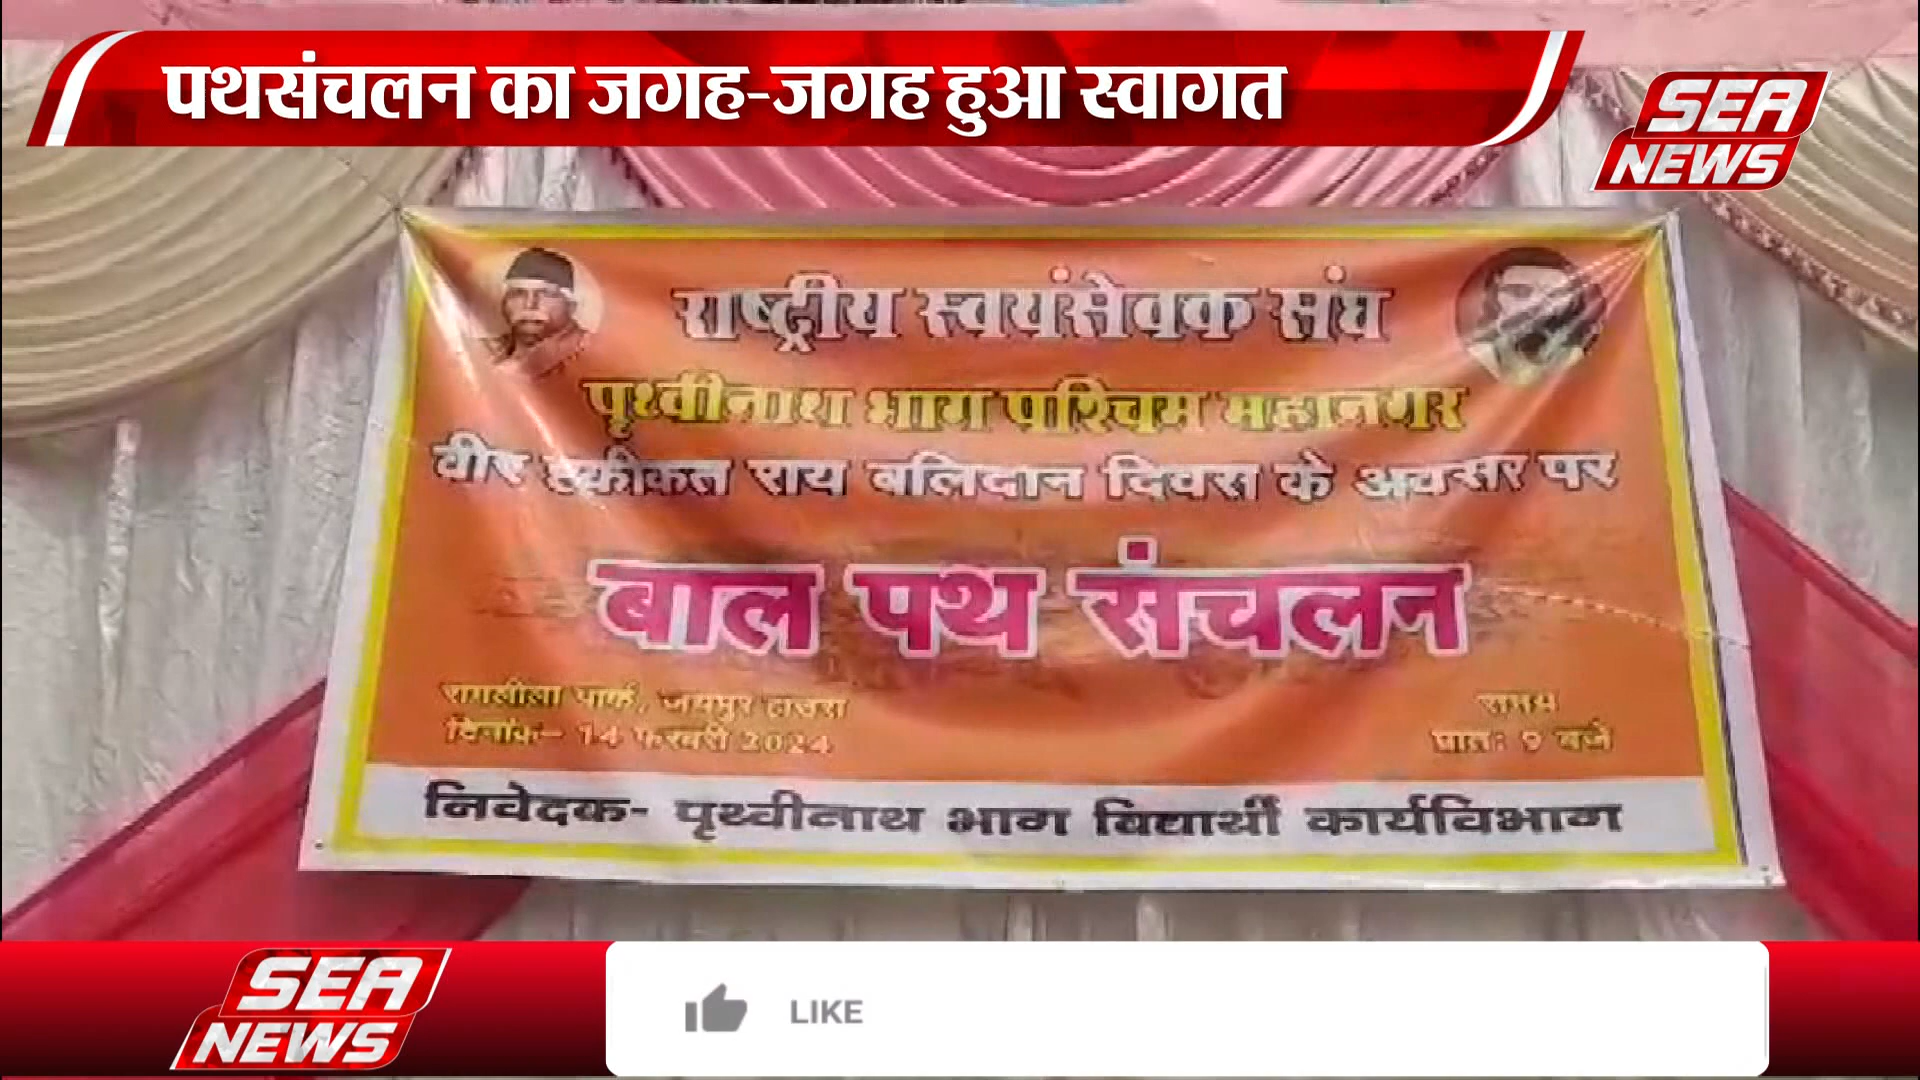 पथसंचलन का जगह-जगह हुआ स्वागत
SEA
NEWS
राष्ट्रीय स्वयंसेवक संघ
पृथ्वीनाथ भाग पश्चिम महानगर
वीर हकीकत राय बलिदान दिवस के अवसर पर
बाल पथ संचलन
रामलीला पार्क, जयपुर हाउस
दिनांक- 14 फरवरी 2024
समय
प्रातः 9 बजे
निवेदक- पृथ्वीनाथ भाग विद्यार्थी कार्यविभाग
SEA
NEWS
LIKE